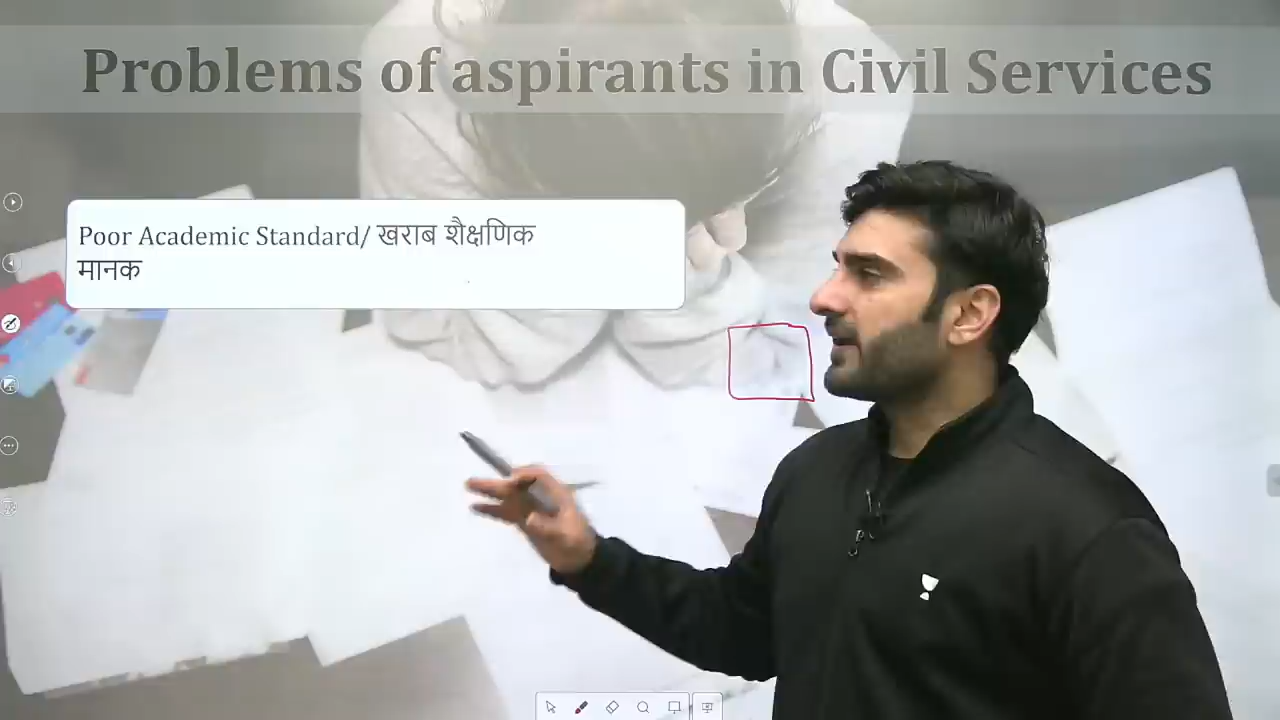 Problems of aspirants in Civil Services
Poor Academic Standard/ खराब शैक्षणिक
मानक